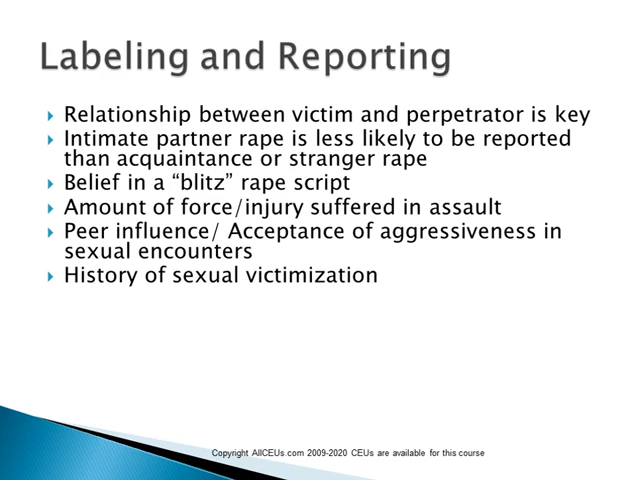 Labeling and Reporting
Relationship between victim and perpetrator is key
Intimate partner rape is less likely to be reported
than acquaintance or stranger rape
Belief in a “blitz” rape script
Amount of force/injury suffered in assault
Peer influence/ Acceptance of aggressiveness in
sexual encounters
History of sexual victimization
Copyright AllCEUs.com 2009-2020 CEUs are available for this course